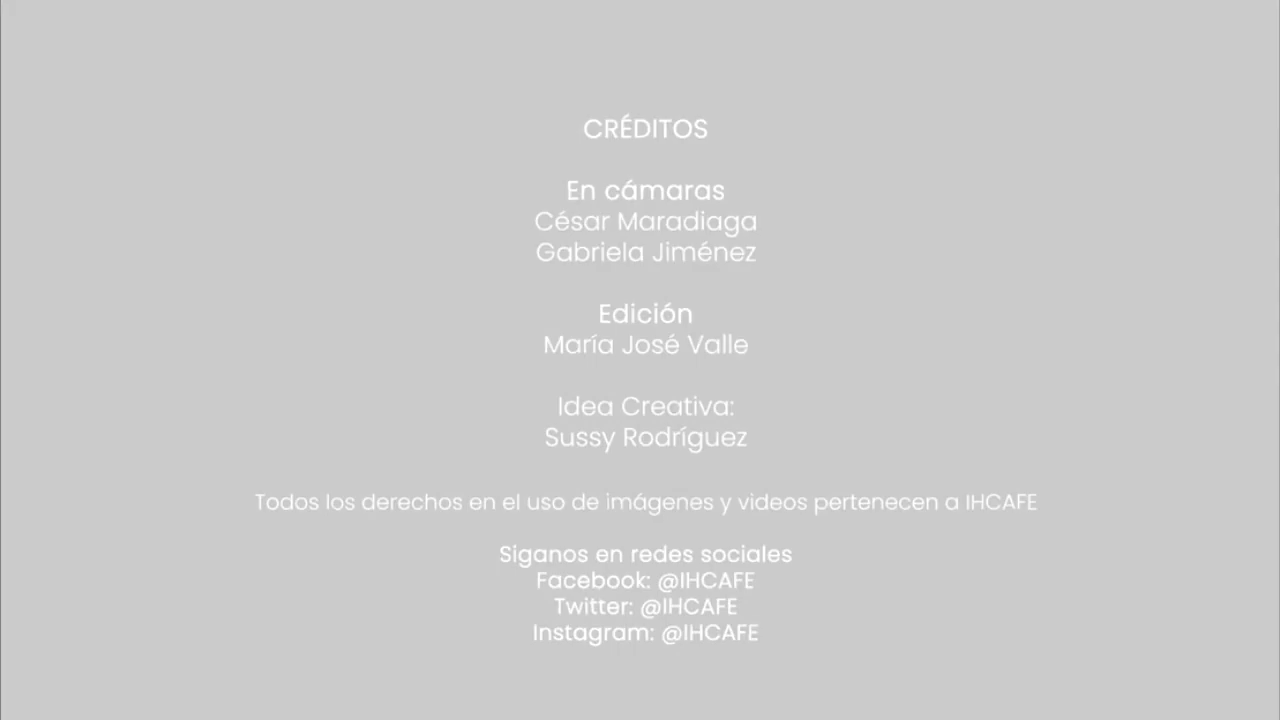 CRÉDITOS
En cámaras
César Maradiaga
Gabriela Jiménez
Edición
María José Valle
Idea Creativa:
Sussy Rodríguez
Todos los derechos en el uso de imágenes y videos pertenecen a IHCAFE
Siganos en redes sociales
Facebook: @IHCAFE
Twitter: @IHCAFE
Instagram: @IHCAFE